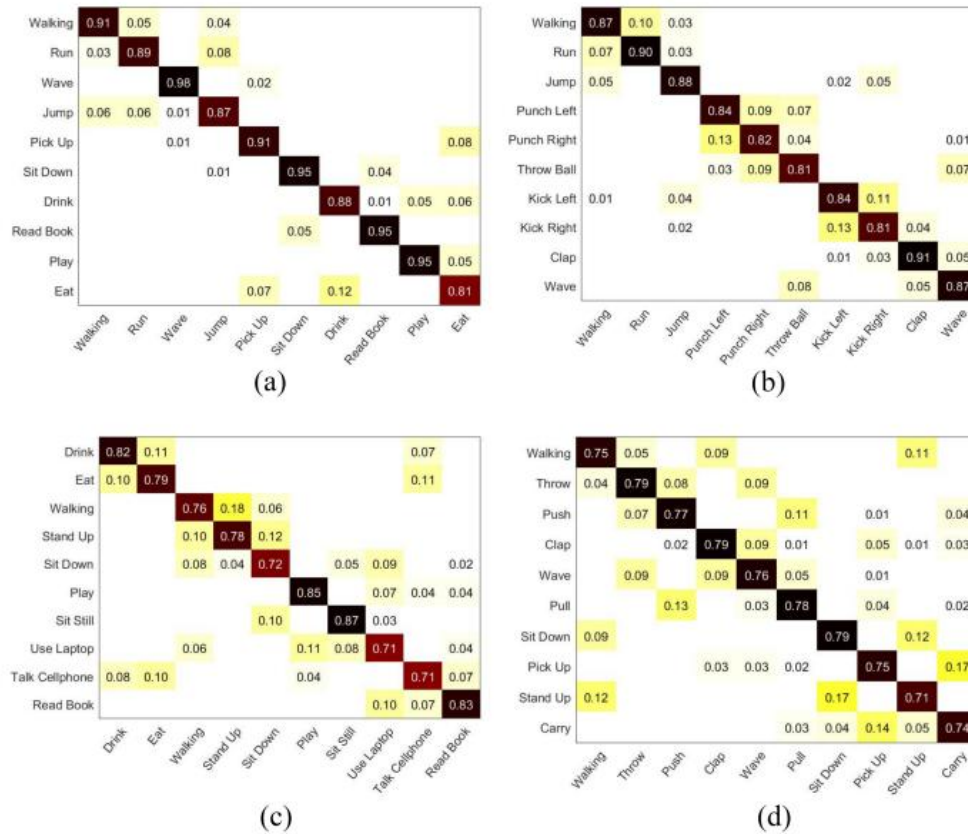 Walking 0.91 0.05 0.04
Run 0.03 0.89 0.08
Wave 0.98 0.02
Jump 0.06 0.06 0.01 0.87
Pick Up 0.01 0.91 0.08
Sit Down 0.01 0.95 0.04
Drink 0.88 0.01 0.05 0.06
Read Book 0.05 0.95
Play 0.95 0.05
Eat 0.07 0.12 0.81
Walking Run Wave Jump Pick Up Sit Down Drink Read Book Play Eat
(a)
Walking 0.87 0.10 0.03
Run 0.07 0.90 0.03
Jump 0.05 0.88 0.02 0.05
Punch Left 0.84 0.09 0.07
Punch Right 0.13 0.82 0.04 0.01
Throw Ball 0.03 0.09 0.81 0.07
Kick Left 0.01 0.04 0.84 0.11
Kick Right 0.02 0.13 0.81 0.04
Clap 0.01 0.03 0.91 0.05
Wave 0.08 0.05 0.87
Walking Run Jump Punch Left Punch Right Throw Ball Kick Left Kick Right Clap Wave
(b)
Drink 0.82 0.11 0.07
Eat 0.10 0.79 0.11
Walking 0.76 0.18 0.06
Stand Up 0.10 0.78 0.12
Sit Down 0.08 0.04 0.72 0.05 0.09 0.02
Play 0.85 0.07 0.04 0.04
Sit Still 0.10 0.87 0.03
Use Laptop 0.06 0.11 0.08 0.71 0.04
Talk Cellphone 0.08 0.10 0.04 0.71 0.07
Read Book 0.10 0.07 0.83
Drink Eat Walking Stand Up Sit Down Play Sit Still Use Laptop Talk Cellphone Read Book
(c)
Walking 0.75 0.05 0.09 0.11
Throw 0.04 0.79 0.08 0.09
Push 0.07 0.77 0.11 0.01 0.04
Clap 0.02 0.79 0.09 0.01 0.05 0.01 0.03
Wave 0.09 0.09 0.76 0.05 0.01
Pull 0.13 0.03 0.78 0.04 0.02
Sit Down 0.09 0.79 0.12
Pick Up 0.03 0.03 0.02 0.75 0.17
Stand Up 0.12 0.17 0.71
Carry 0.03 0.04 0.14 0.05 0.74
Walking Throw Push Clap Wave Pull Sit Down Pick Up Stand Up Carry
(d)